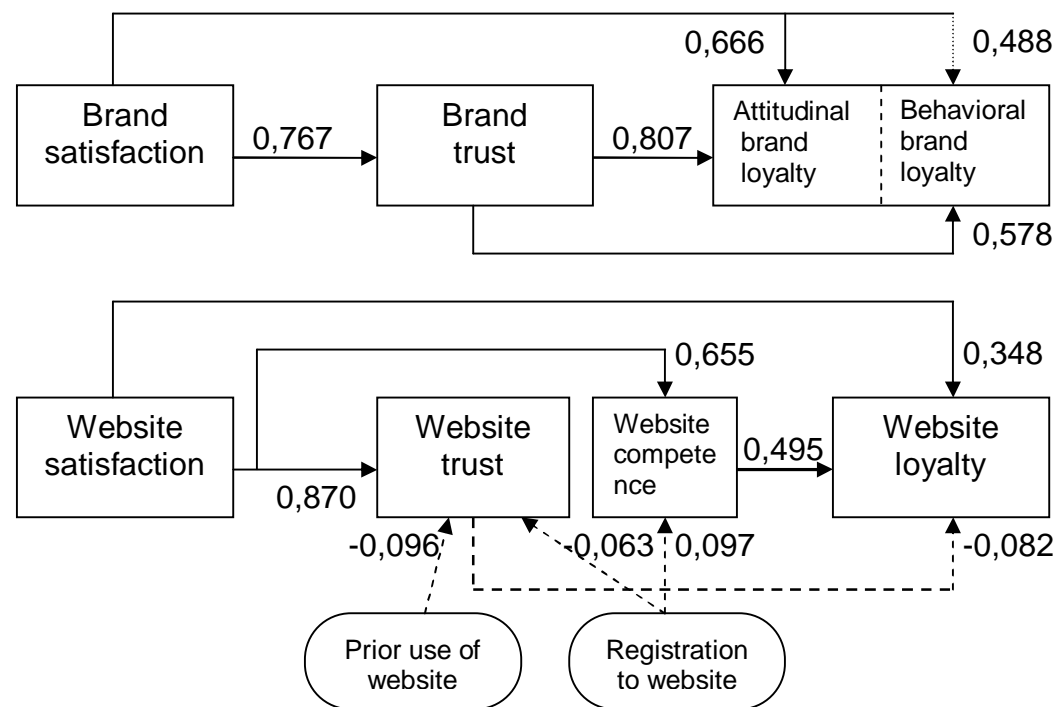 0,666
0,488
Brand
satisfaction
0,767
Brand
trust
0,807
Attitudinal
brand
loyalty
Behavioral
brand
loyalty
0,578
0,655
0,348
Website
satisfaction
0,870
Website
trust
Website
compete
nce
0,495
Website
loyalty
-0,096
-0,063
0,097
-0,082
Prior use of
website
Registration
to website